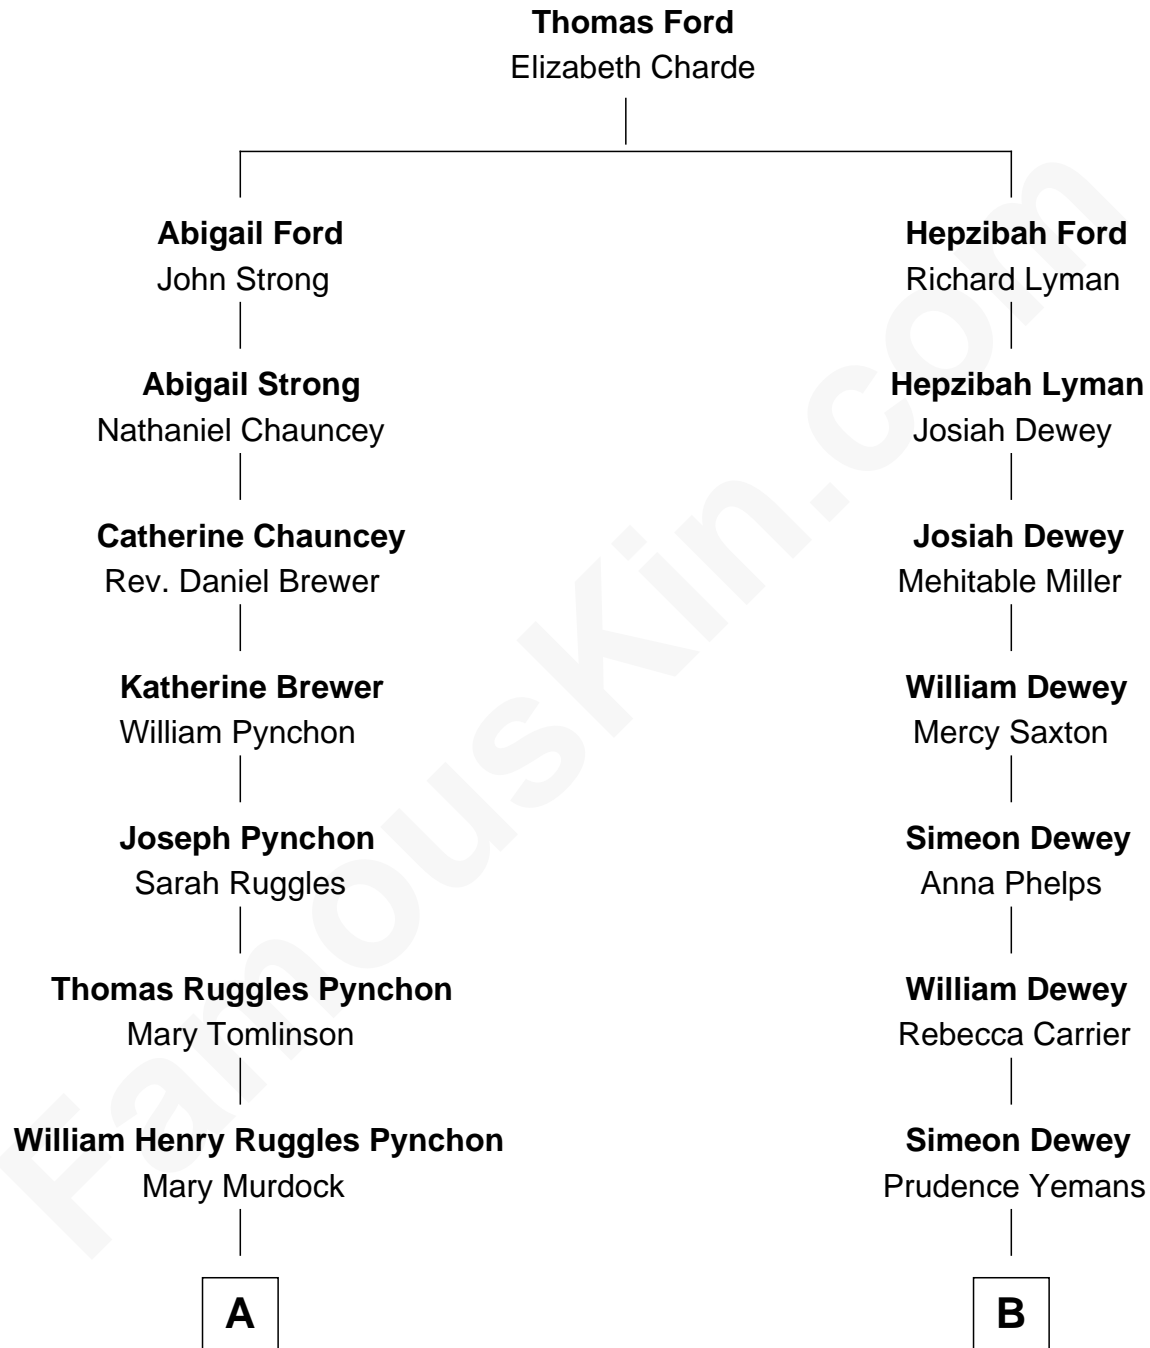 Thomas Ford
Elizabeth Charde
Abigail Ford
John Strong
Hepzibah Ford
Richard Lyman
Abigail Strong
Nathaniel Chauncey
Hepzibah Lyman
Josiah Dewey
Catherine Chauncey
Rev. Daniel Brewer
Josiah Dewey
Mehitable Miller
Katherine Brewer
William Pynchon
William Dewey
Mercy Saxton
Joseph Pynchon
Sarah Ruggles
Simeon Dewey
Anna Phelps
Thomas Ruggles Pynchon
Mary Tomlinson
William Dewey
Rebecca Carrier
William Henry Ruggles Pynchon
Mary Murdock
Simeon Dewey
Prudence Yemans
A
B
FamousKin.com